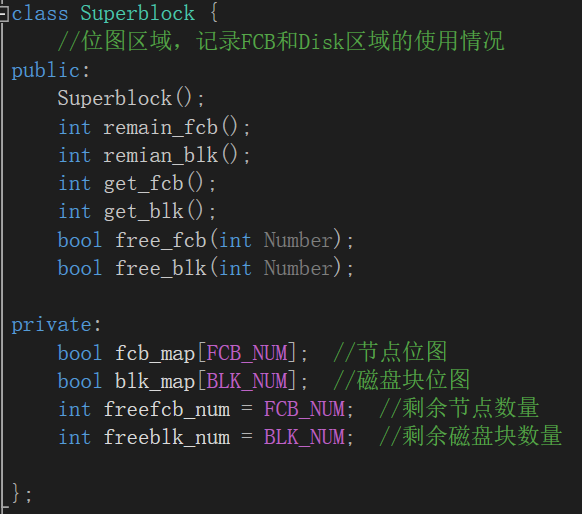 class Superblock {
//位图区域，记录FCB和Disk区域的使用情况
public:
Superblock();
int remain_fcb();
int remian_blk();
int get_fcb();
int get_blk();
bool free_fcb(int Number);
bool free_blk(int Number);
private:
bool fcb_map[FCB_NUM]; //节点位图
bool blk_map[BLK_NUM]; //磁盘块位图
int freefcb_num = FCB_NUM; //剩余节点数量
int freeblk_num = BLK_NUM; //剩余磁盘块数量
};